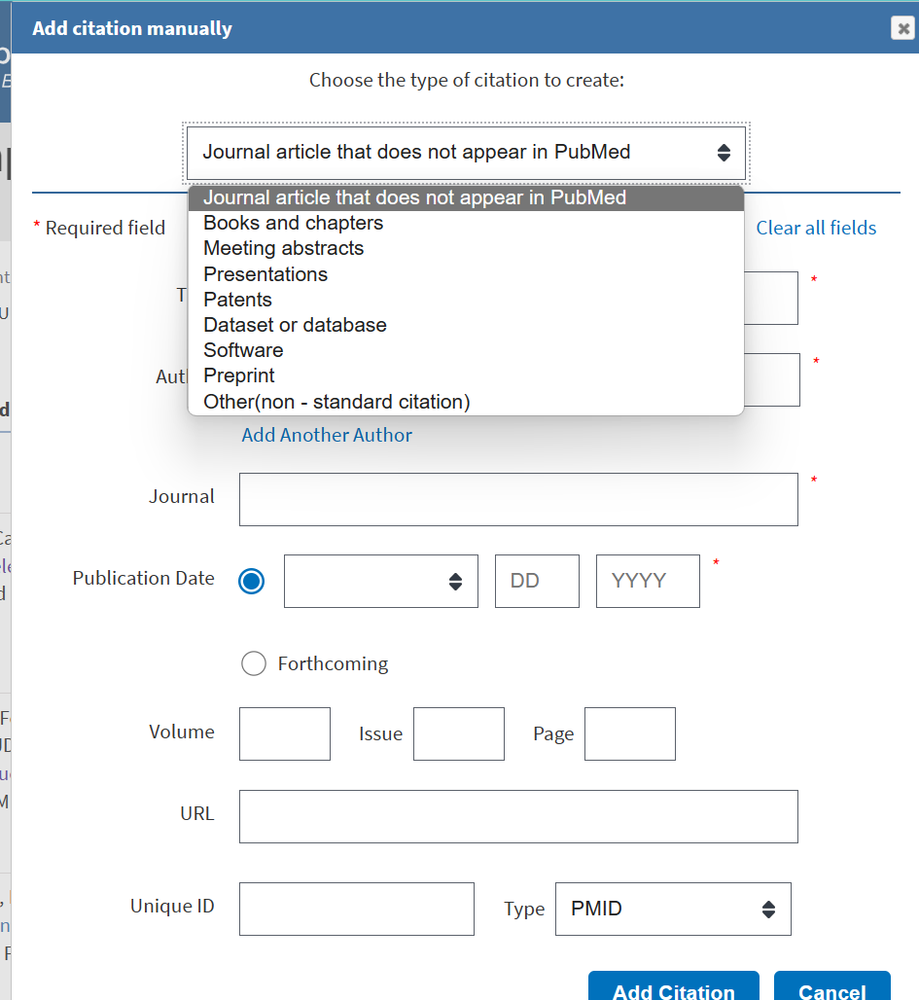 Add citation manually
Choose the type of citation to create:
Journal article that does not appear in PubMed
Journal article that does not appear in PubMed
Books and chapters
Meeting abstracts
Presentations
Patents
Dataset or database
Software
Preprint
Other(non - standard citation)
* Required field
Clear all fields
*
*
Add Another Author
Journal
*
Publication Date
DD
YYYY
*
Forthcoming
Volume
Issue
Page
URL
Unique ID
Type
PMID
Add Citation
Cancel